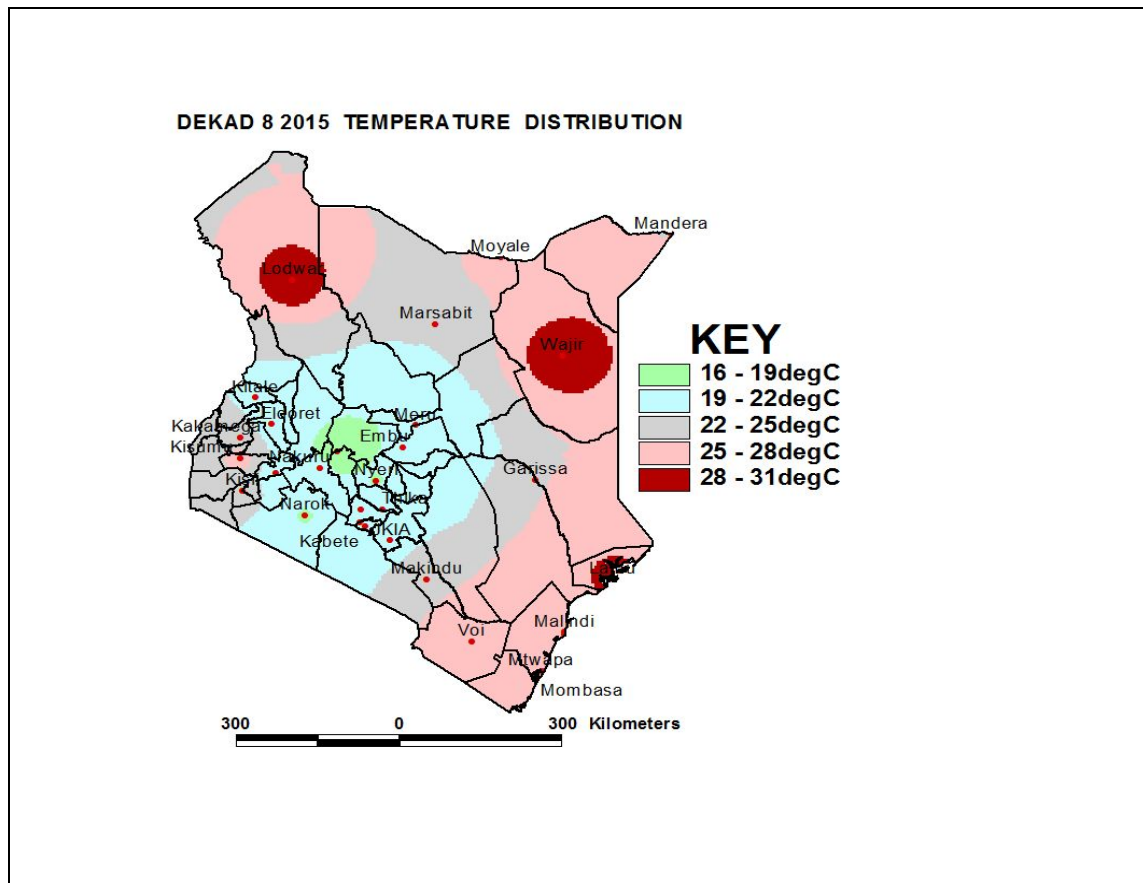 DEKAD 8 2015 TEMPERATURE DISTRIBUTION
Mandera
Moyale
Lodwar
Marsabit
Wajir
KEY
16 - 19degC
19 - 22degC
22 - 25degC
25 - 28degC
28 - 31degC
Kitale
Eldoret
Meru
Kakamega
Embu
Kisumu
Nakuru
Nyeri
Garissa
Kisii
Narok
Thika
JKIA
Kabete
Makindu
Lamu
Malindi
Voi
Mtwapa
Mombasa
300 0 300 Kilometers